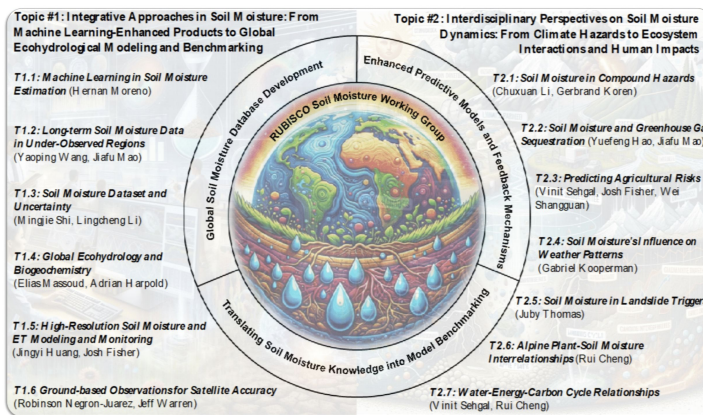 Topic #1: Integrative Approaches in Soil Moisture: From
Machine Learning-Enhanced Products to Global
Ecohydrological Modeling and Benchmarking
T1.1: Machine Learning in Soil Moisture
Estimation (Hernan Moreno)
T1.2: Long-term Soil Moisture Data
in Under-Observed Regions
(Yaoping Wang, Jiafu Mao)
T1.3: Soil Moisture Dataset and
Uncertainty
(Mingjie Shi, Lingcheng Li)
T1.4: Global Ecohydrology and
Biogeochemistry
(Elias Massoud, Adrian Harpold)
T1.5: High-Resolution Soil Moisture and
ET Modeling and Monitoring
(Jingyi Huang, Josh Fisher)
T1.6 Ground-based Observations for Satellite Accuracy
(Robinson Negron-Juarez, Jeff Warren)
Global Soil Moisture Database Development
Enhanced Predictive Models and Feedback Mechanisms
Translating Soil Moisture Knowledge into Model Benchmarking
RUBISCO Soil Moisture Working Group
Topic #2: Interdisciplinary Perspectives on Soil Moisture
Dynamics: From Climate Hazards to Ecosystem
Interactions and Human Impacts
T2.1: Soil Moisture in Compound Hazards
(Chuxuan Li, Gerbrand Koren)
T2.2: Soil Moisture and Greenhouse Ga
Sequestration (Yuefeng Hao, Jiafu Mao)
T2.3: Predicting Agricultural Risks
(Vinit Sehgal, Josh Fisher, Wei
Shangguan)
T2.4: Soil Moisture's Influence on
Weather Patterns
(Gabriel Kooperman)
T2.5: Soil Moisture in Landslide Trigger
(Juby Thomas)
T2.6: Alpine Plant-Soil Moisture
Interrelationships (Rui Cheng)
T2.7: Water-Energy-Carbon Cycle Relationships
(Vinit Sehgal, Rui Cheng)